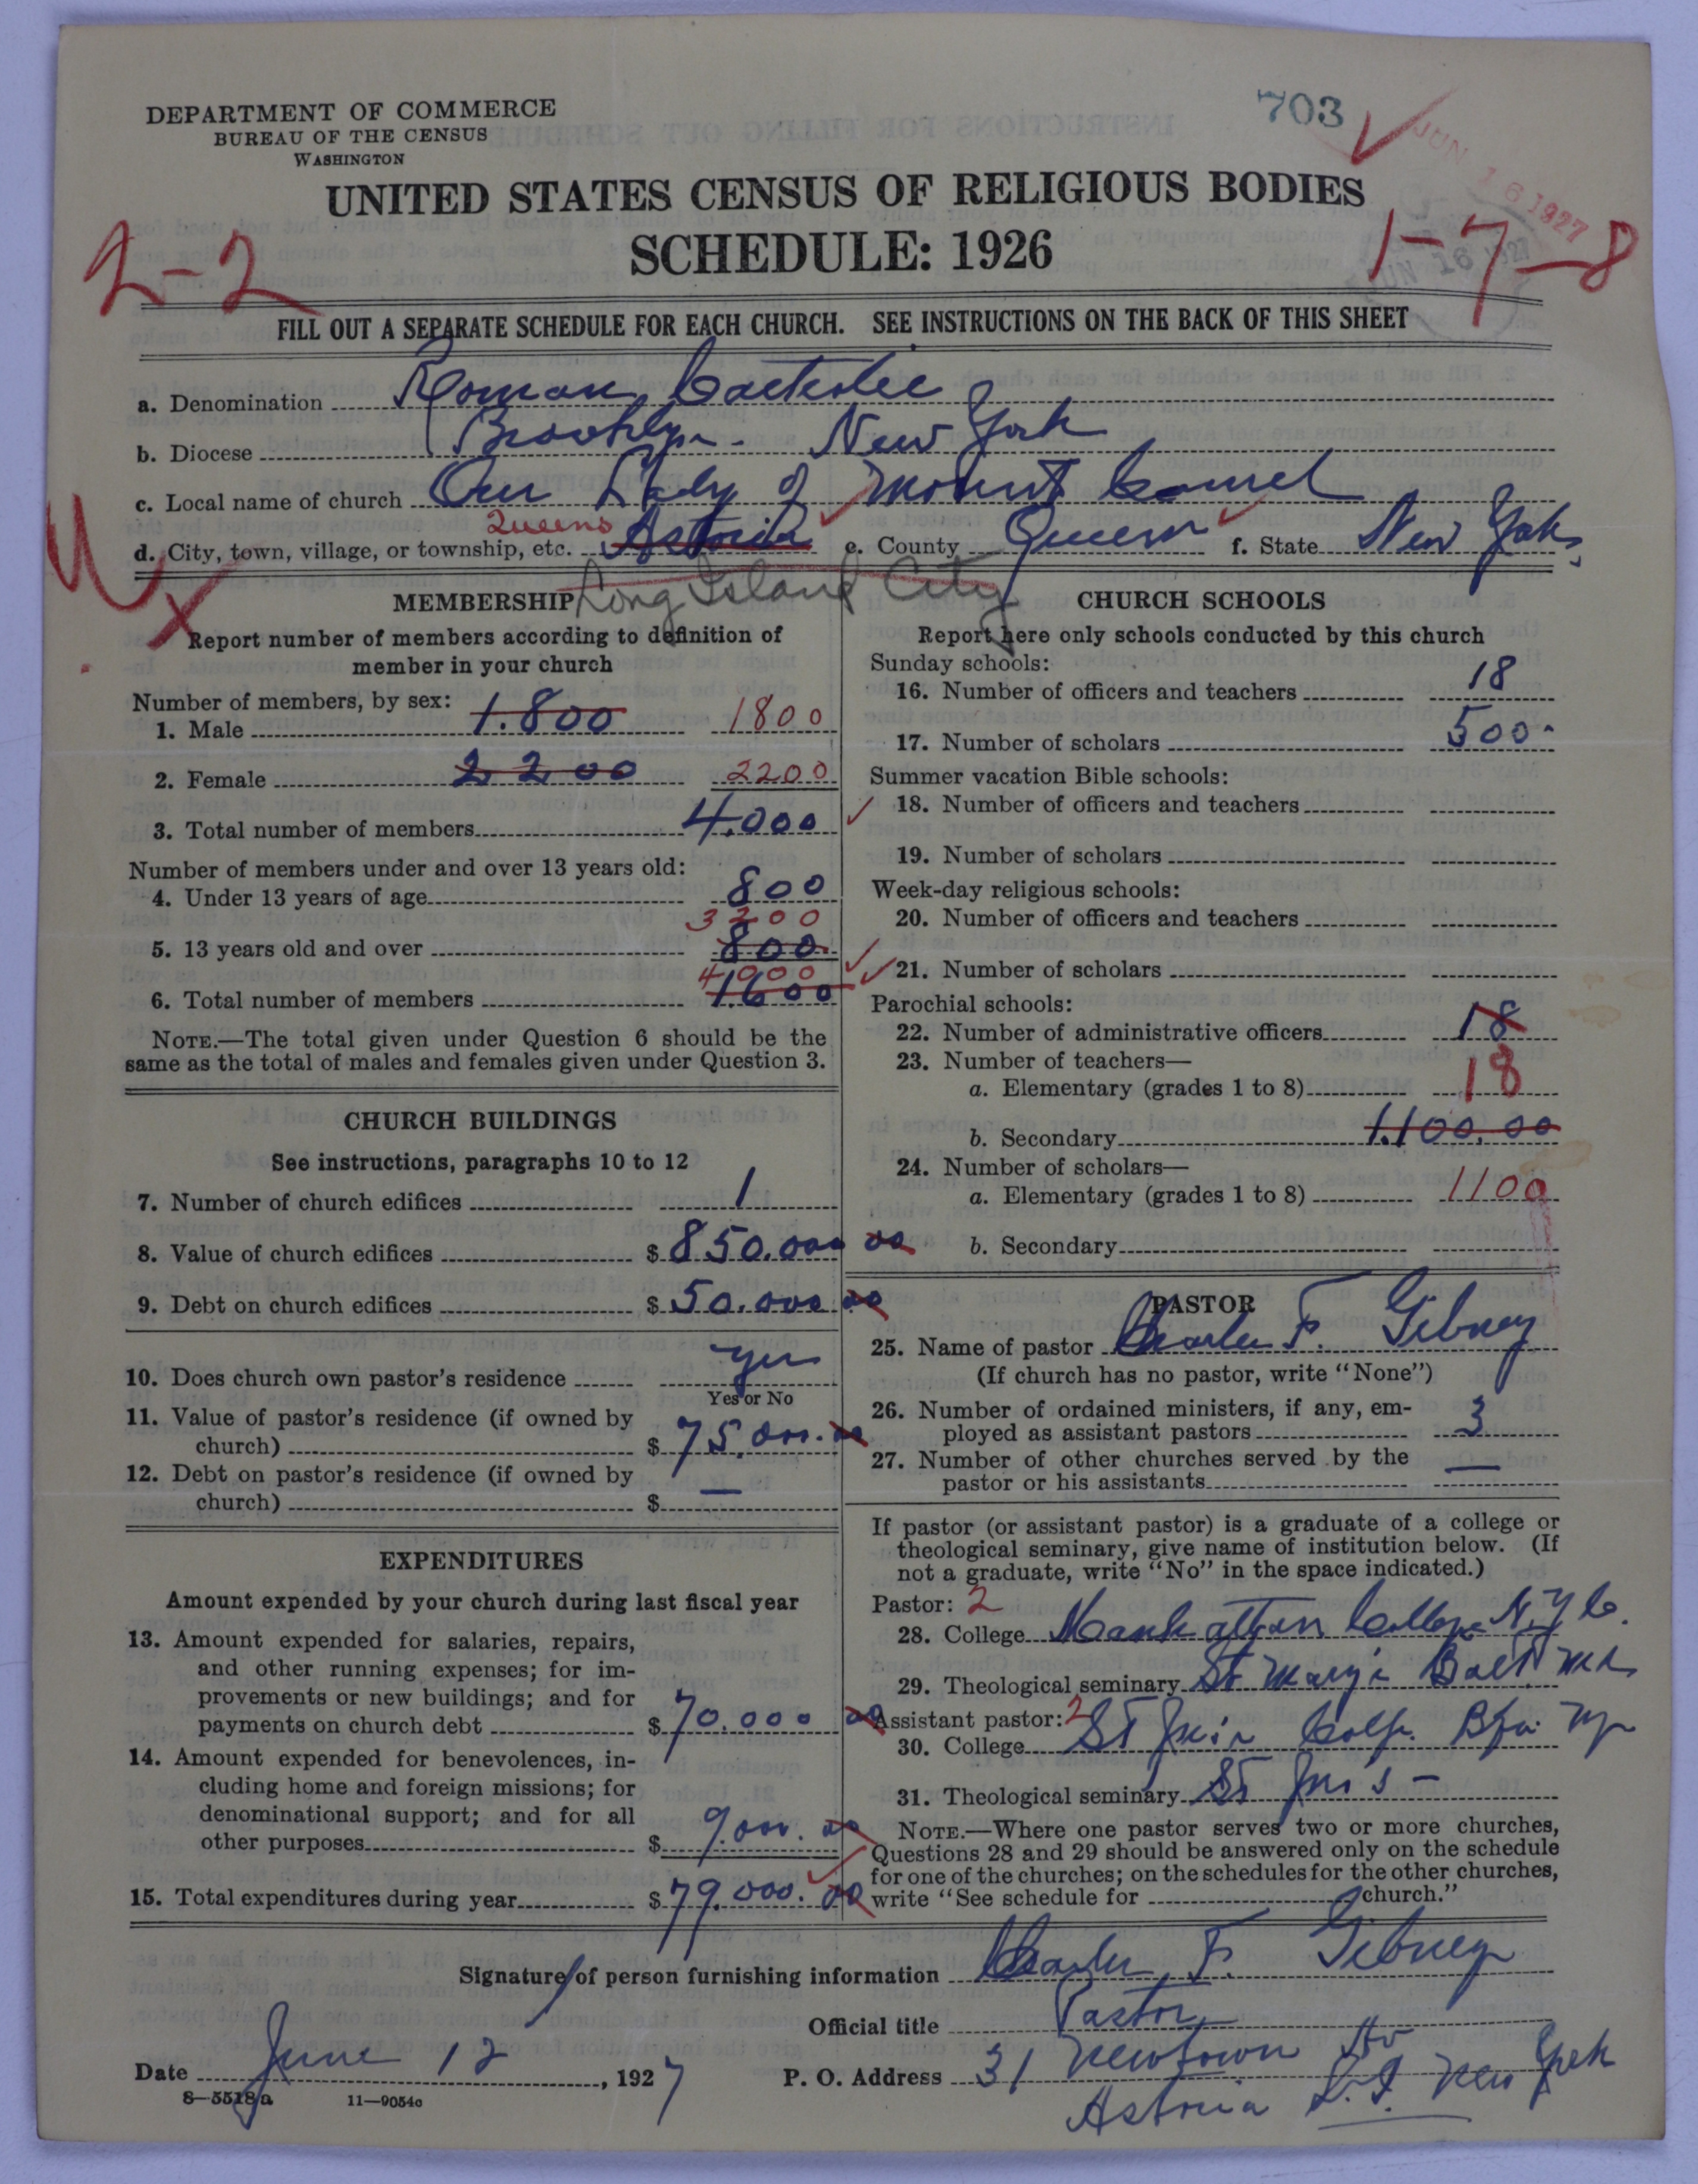 703
DEPARTMENT OF COMMERCE
BUREAU OF THE CENSUS
WASHINGTON
JUN 16 1927
JUN 16 1927
UNITED STATES CENSUS OF RELIGIOUS BODIES
SCHEDULE: 1926
2-2
1-7-8
FILL OUT A SEPARATE SCHEDULE FOR EACH CHURCH. SEE INSTRUCTIONS ON THE BACK OF THIS SHEET
a. Denomination Roman Catholic
b. Diocese Brooklyn - New York
c. Local name of church Our Lady of Mount Carmel
Queens
d. City, town, village, or township, etc. Astoria e. County Queens f. State New York
Long Island City
MEMBERSHIP
Report number of members according to definition of
member in your church
Number of members, by sex:
1. Male 1.800 1800
2. Female 2200 2200
3. Total number of members 4.000
Number of members under and over 13 years old:
4. Under 13 years of age 800
3200
5. 13 years old and over 800
4000
6. Total number of members 1600
NOTE.—The total given under Question 6 should be the
same as the total of males and females given under Question 3.
CHURCH BUILDINGS
See instructions, paragraphs 10 to 12
7. Number of church edifices 1
8. Value of church edifices $ 850.000 00
9. Debt on church edifices $ 50.000 00
10. Does church own pastor's residence yes
Yes or No
11. Value of pastor's residence (if owned by
church) $ 75.000.00
12. Debt on pastor's residence (if owned by
church) $ —
EXPENDITURES
Amount expended by your church during last fiscal year
13. Amount expended for salaries, repairs,
and other running expenses; for im-
provements or new buildings; and for
payments on church debt $ 70.000 00
14. Amount expended for benevolences, in-
cluding home and foreign missions; for
denominational support; and for all
other purposes $ 9.000.00
15. Total expenditures during year $ 79.000.00
CHURCH SCHOOLS
Report here only schools conducted by this church
Sunday schools:
16. Number of officers and teachers 18
17. Number of scholars 500
Summer vacation Bible schools:
18. Number of officers and teachers
19. Number of scholars
Week-day religious schools:
20. Number of officers and teachers
21. Number of scholars
Parochial schools:
22. Number of administrative officers 18
23. Number of teachers—
a. Elementary (grades 1 to 8) 18
b. Secondary 1.100.00
24. Number of scholars—
a. Elementary (grades 1 to 8) 1100
b. Secondary
PASTOR
25. Name of pastor Charles F. Gibney
(If church has no pastor, write "None")
26. Number of ordained ministers, if any, em-
ployed as assistant pastors 3
27. Number of other churches served by the
pastor or his assistants —
If pastor (or assistant pastor) is a graduate of a college or
theological seminary, give name of institution below. (If
not a graduate, write "No" in the space indicated.)
Pastor: 2
28. College Manhattan College N.Y.C.
29. Theological seminary St Mary's Balt Md
Assistant pastor: 2
30. College St
31. Theological seminary St
NOTE.—Where one pastor serves two or more churches,
Questions 28 and 29 should be answered only on the schedule
for one of the churches; on the schedules for the other churches,
write "See schedule for church."
Signature of person furnishing information Charles F. Gibney
Official title Pastor
Date June 12, 1927 P. O. Address 31 Newtown
Astoria L.I. New York
8—5518a 11—9054c